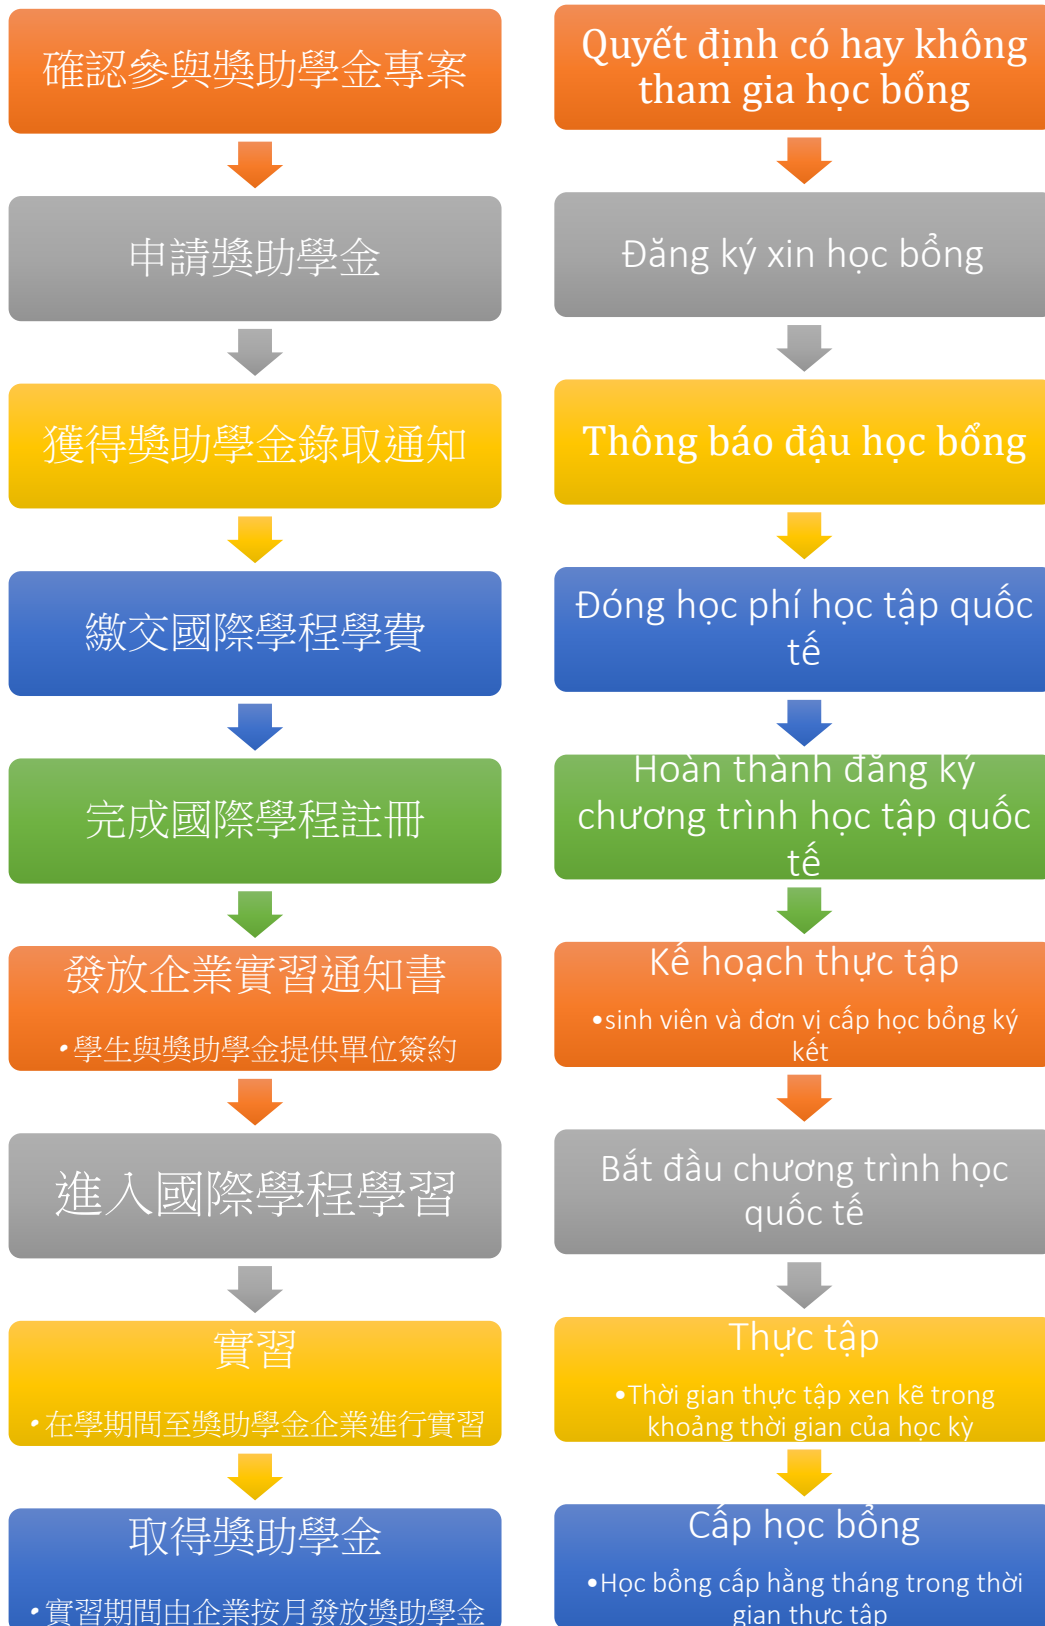 確認參與獎助學金專案
申請獎助學金
獲得獎助學金錄取通知
繳交國際學程學費
完成國際學程註冊
發放企業實習通知書
•學生與獎助學金提供單位簽約
進入國際學程學習
實習
•在學期間至獎助學金企業進行實習
取得獎助學金
•實習期間由企業按月發放獎助學金
Quyết định có hay không
tham gia học bổng
Đăng ký xin học bổng
Thông báo đậu học bổng
Đóng học phí học tập quốc
tế
Hoàn thành đăng ký
chương trình học tập quốc
tế
Kế hoạch thực tập
•sinh viên và đơn vị cấp học bổng ký
kết
Bắt đầu chương trình học
quốc tế
Thực tập
•Thời gian thực tập xen kẽ trong
khoảng thời gian của học kỳ
Cấp học bổng
•Học bổng cấp hằng tháng trong thời
gian thực tập